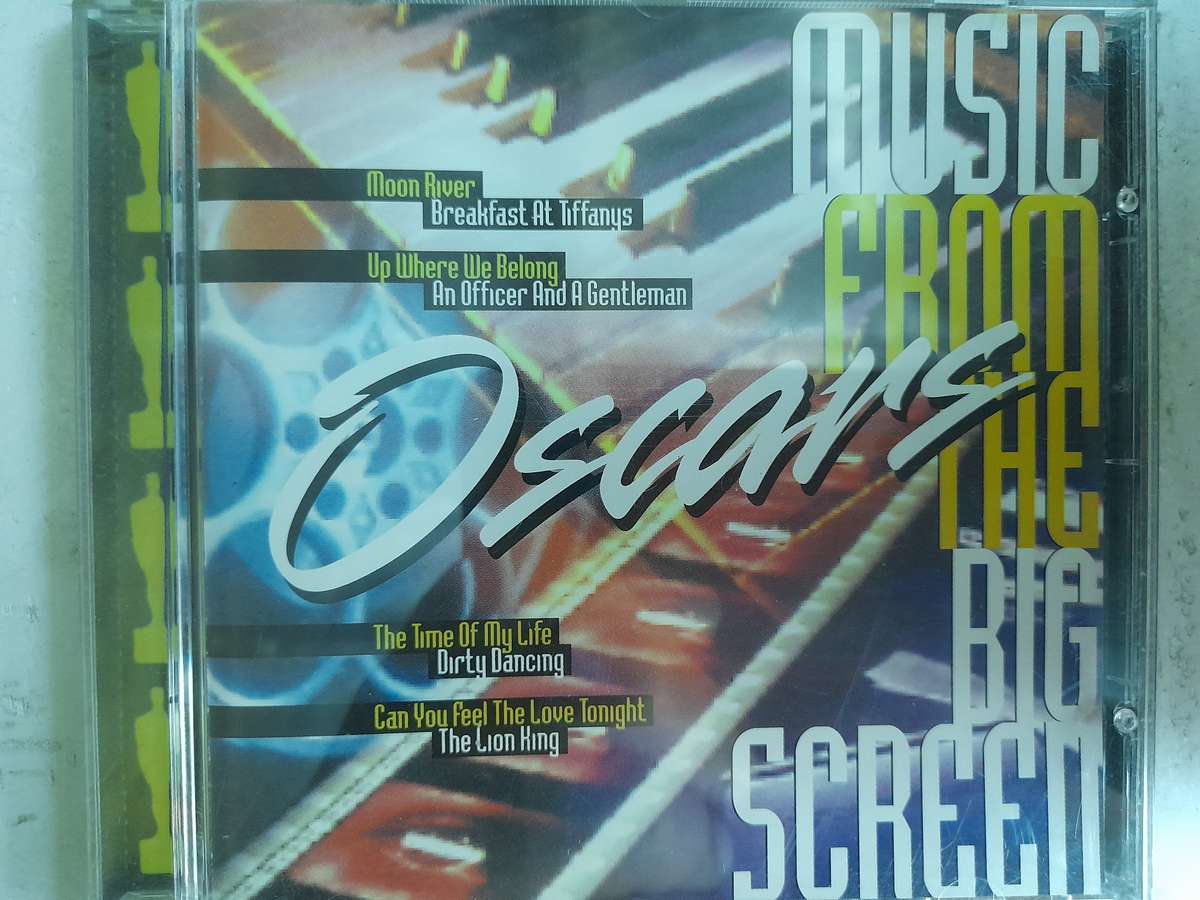 MUSIC
FROM
THE
BIG
SCREEN
Moon River
Breakfast At Tiffanys
Up Where We Belong
An Officer And A Gentleman
Oscars
The Time Of My Life
Dirty Dancing
Can You Feel The Love Tonight
The Lion King